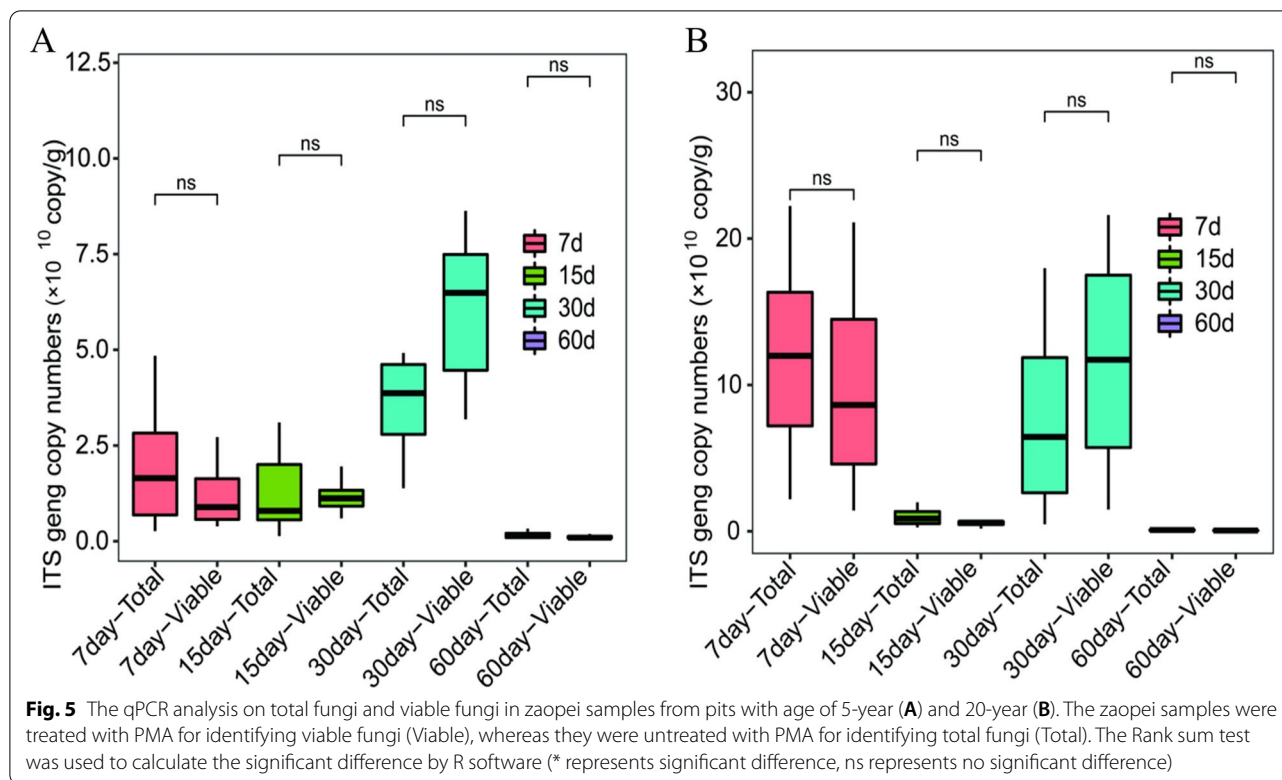 A
ITS geng copy numbers (×10 10 copy/g)
12.5
10.0
7.5
5.0
2.5
0.0
ns
ns
ns
ns
7d
15d
30d
60d
7day–Total
7day–Viable
15day–Total
15day–Viable
30day–Total
30day–Viable
60day–Total
60day–Viable
B
ITS geng copy numbers (×10 10 copy/g)
30
20
10
0
ns
ns
ns
ns
7d
15d
30d
60d
7day–Total
7day–Viable
15day–Total
15day–Viable
30day–Total
30day–Viable
60day–Total
60day–Viable
Fig. 5 The qPCR analysis on total fungi and viable fungi in zaopei samples from pits with age of 5-year (A) and 20-year (B). The zaopei samples were
treated with PMA for identifying viable fungi (Viable), whereas they were untreated with PMA for identifying total fungi (Total). The Rank sum test
was used to calculate the significant difference by R software (* represents significant difference, ns represents no significant difference)